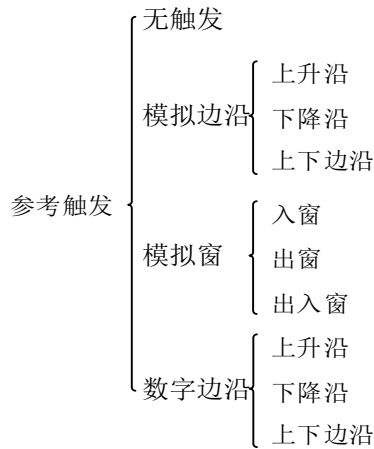 参考触发
无触发
模拟边沿
上升沿
下降沿
上下边沿
模拟窗
入窗
出窗
出入窗
数字边沿
上升沿
下降沿
上下边沿